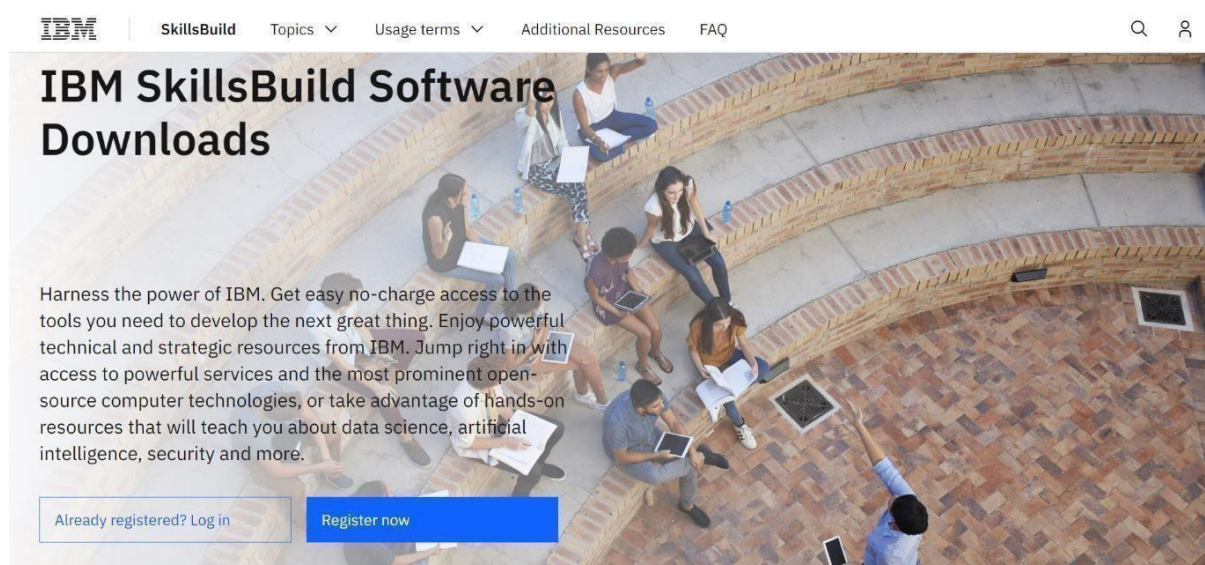 IBM SkillsBuild Topics Usage terms Additional Resources FAQ
IBM SkillsBuild Software
Downloads
Harness the power of IBM. Get easy no-charge access to the
tools you need to develop the next great thing. Enjoy powerful
technical and strategic resources from IBM. Jump right in with
access to powerful services and the most prominent open-
source computer technologies, or take advantage of hands-on
resources that will teach you about data science, artificial
intelligence, security and more.
Already registered? Log in Register now